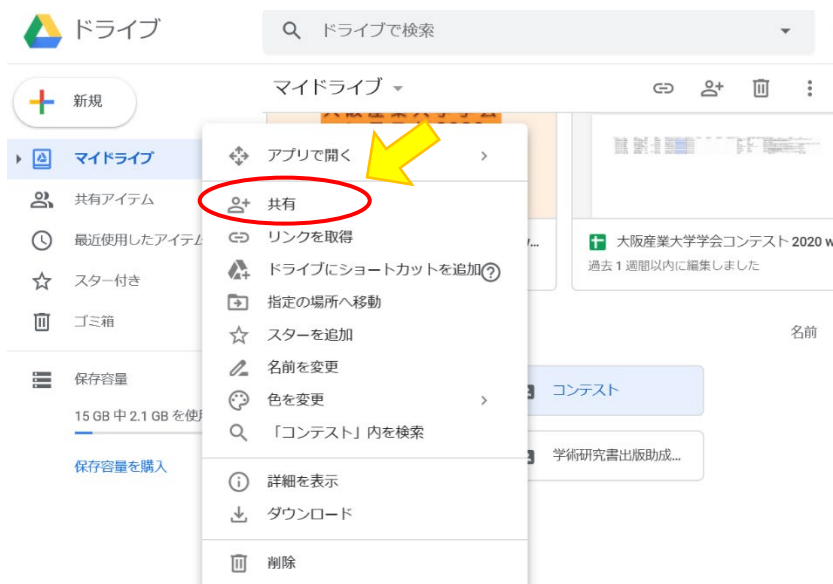 ドライブ
ドライブで検索
新規
マイドライブ
マイドライブ
共有アイテム
最近使用したアイテム
スター付き
ゴミ箱
保存容量
15 GB 中 2.1 GB を使用
保存容量を購入
アプリで開く
共有
リンクを取得
ドライブにショートカットを追加
指定の場所へ移動
スターを追加
名前を変更
色を変更
「コンテスト」内を検索
詳細を表示
ダウンロード
削除
大阪産業大学学会
大阪産業大学学会コンテスト 2020 w
過去 1 週間以内に編集しました
名前
コンテスト
学術研究書出版助成...